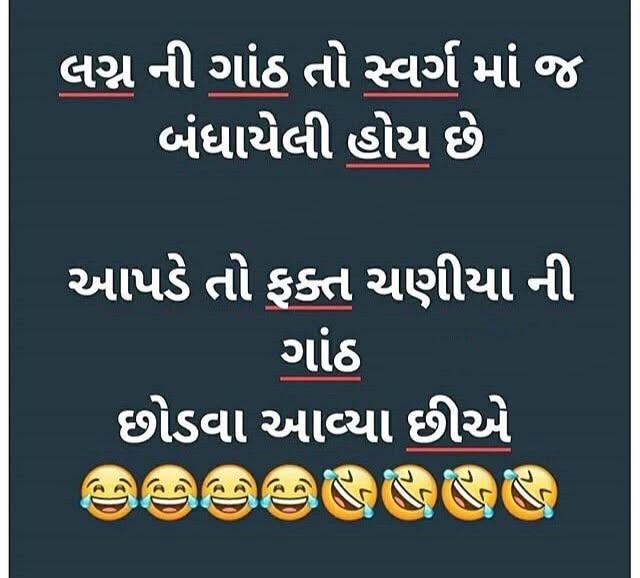 લગ્ન ની ગાંઠ તો સ્વર્ગ માં જ
બંધાયેલી હોય છે
આપડે તો ફક્ત ચણીયા ની
ગાંઠ
છોડવા આવ્યા છીએ
😂😂😂😂🤣🤣🤣🤣